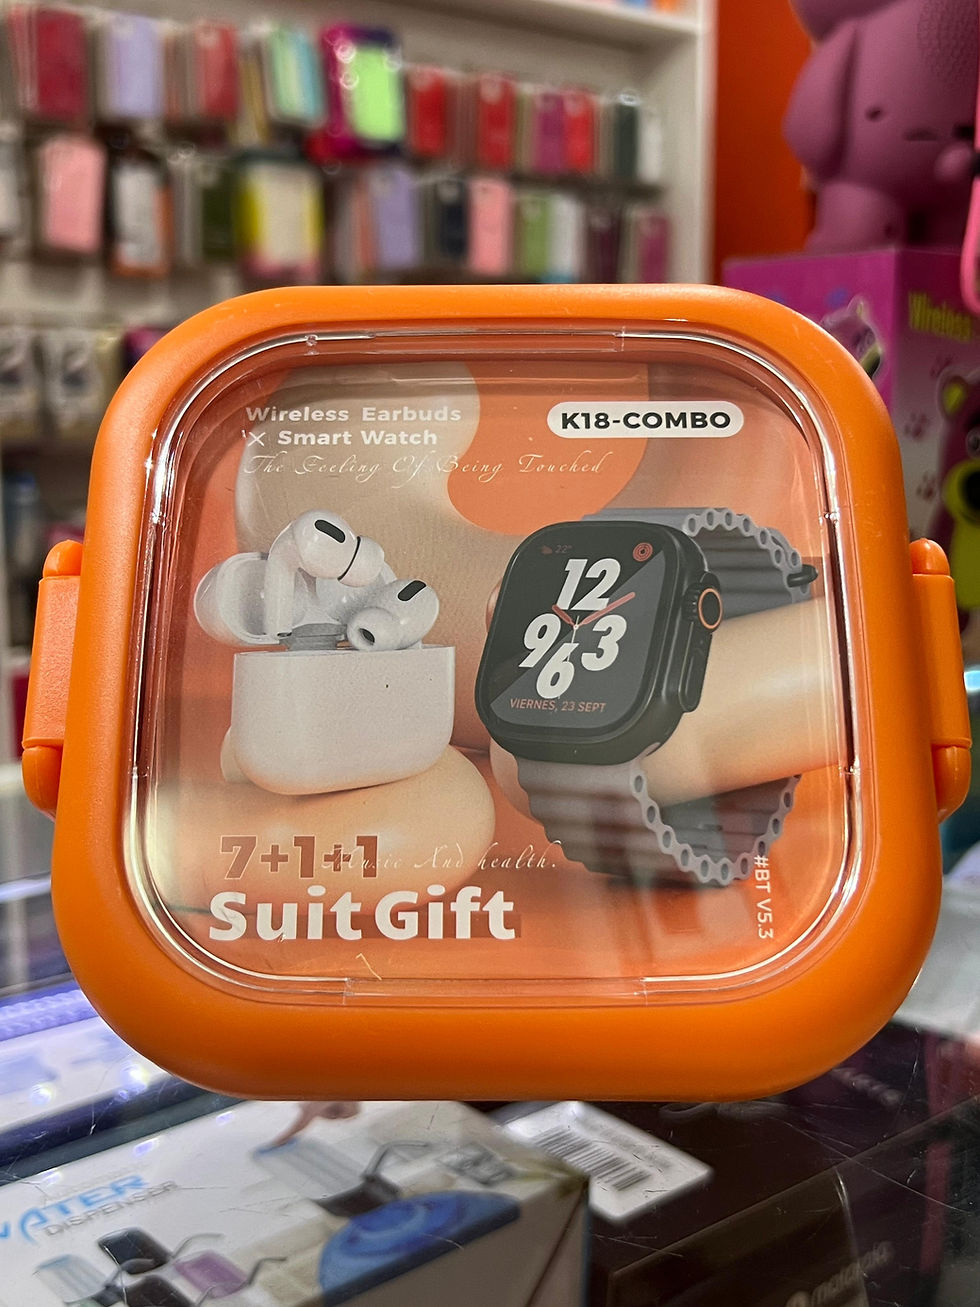 Wireless Earbuds
X Smart Watch
K18-COMBO
The Feeling Of Being Touched
22°
12
9 3
6
VIERNES, 23 SEPT
7+1+1
Music And health.
Suit Gift
#BT V5.3
Wireless
WATER
DISPENSER